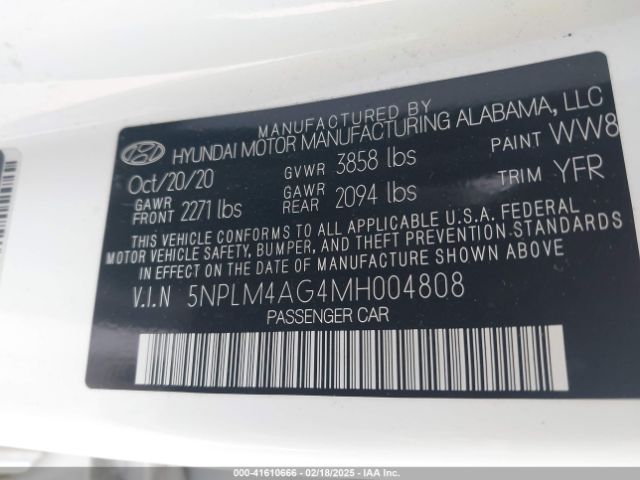 MANUFACTURED BY
HYUNDAI MOTOR MANUFACTURING ALABAMA, LLC
Oct/20/20 GVWR 3858 lbs PAINT WW8
GAWR FRONT 2271 lbs GAWR REAR 2094 lbs TRIM YFR
THIS VEHICLE CONFORMS TO ALL APPLICABLE U.S.A. FEDERAL
MOTOR VEHICLE SAFETY, BUMPER, AND THEFT PREVENTION STANDARDS
IN EFFECT ON THE DATE OF MANUFACTURE SHOWN ABOVE
V.I.N 5NPLM4AG4MH004808
PASSENGER CAR
000-41610666 - 02/18/2025 - IAA Inc.